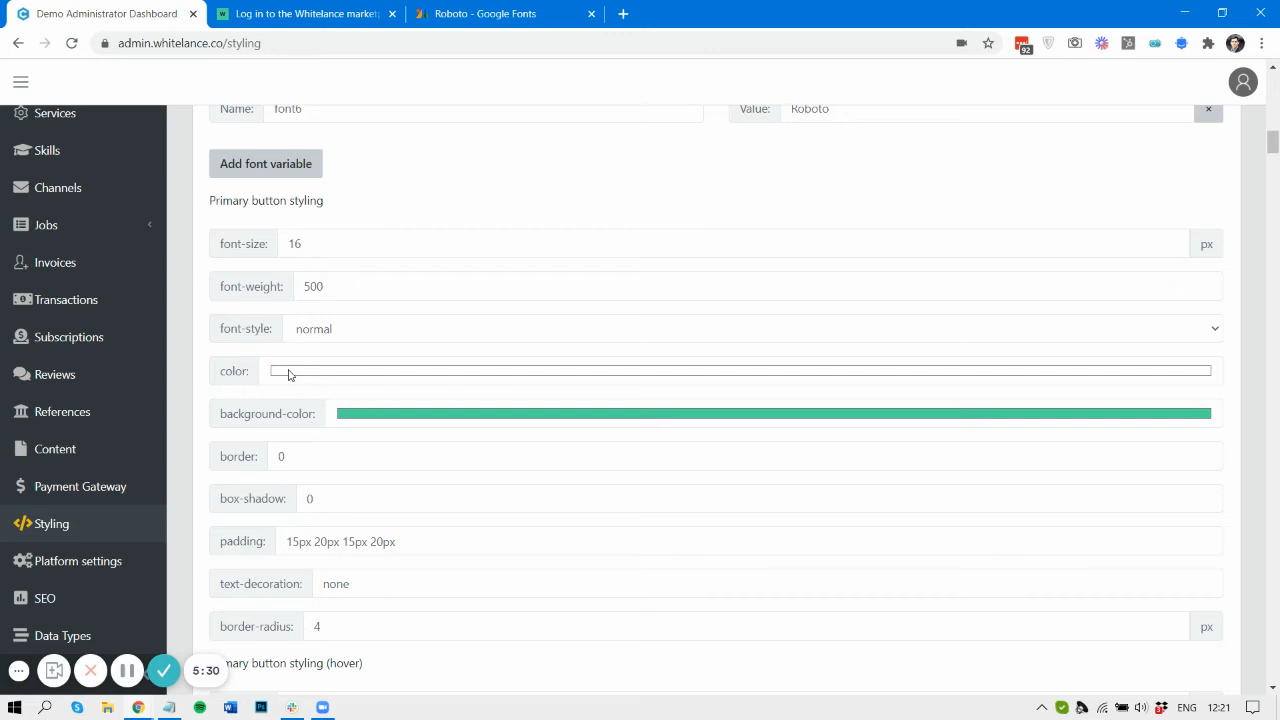 Demo Administrator Dashboard
Log in to the Whitelance market
Roboto - Google Fonts
admin.whitelance.co/styling
92
Services
Skills
Channels
Jobs
Invoices
Transactions
Subscriptions
Reviews
References
Content
Payment Gateway
Styling
Platform settings
SEO
Data Types
Name: font6
Value: Roboto
Add font variable
Primary button styling
font-size: 16 px
font-weight: 500
font-style: normal
color:
background-color:
border: 0
box-shadow: 0
padding: 15px 20px 15px 20px
text-decoration: none
border-radius: 4 px
mary button styling (hover)
5:30
ENG
12:21